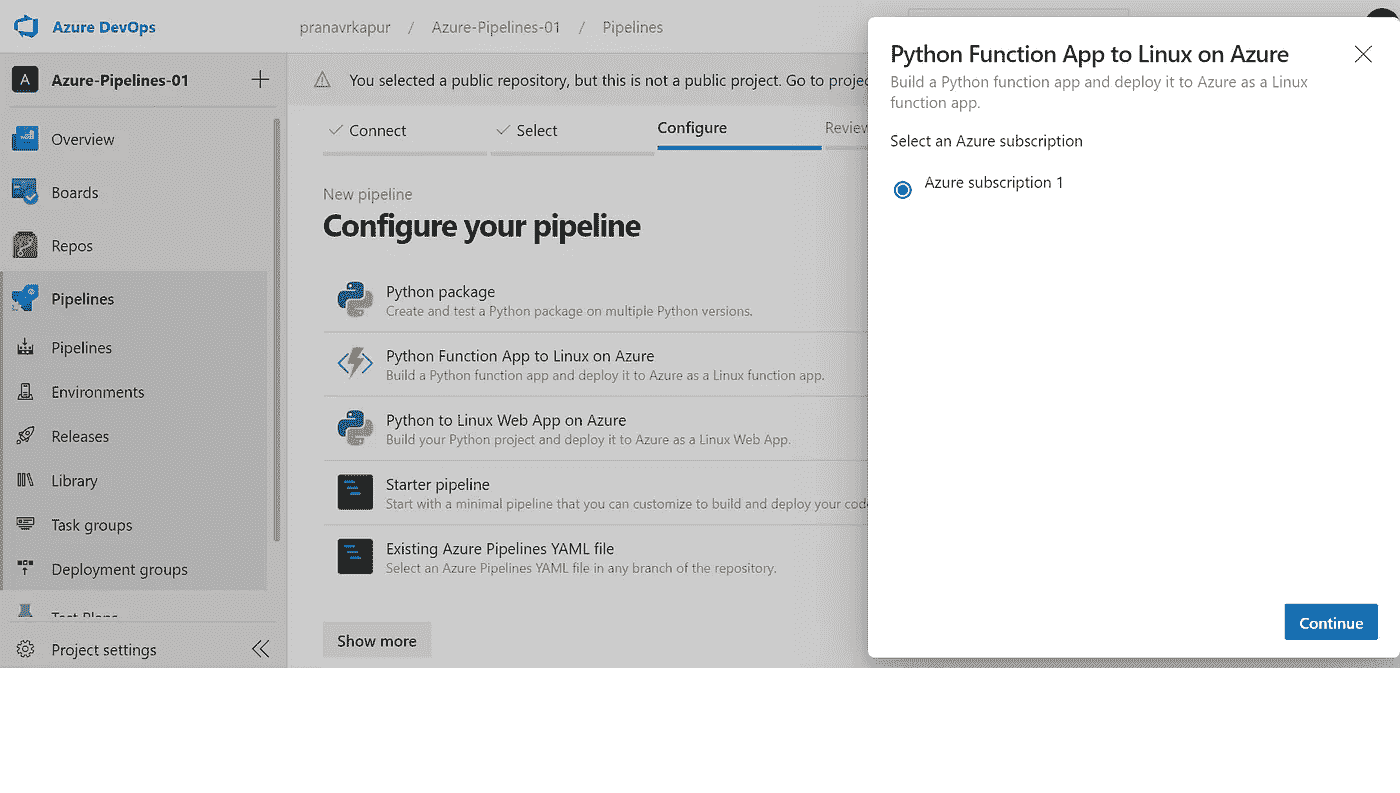 Azure DevOps
pranavrkapur / Azure-Pipelines-01 / Pipelines
A Azure-Pipelines-01
Overview
Boards
Repos
Pipelines
Pipelines
Environments
Releases
Library
Task groups
Deployment groups
Test Plans
Project settings
You selected a public repository, but this is not a public project. Go to
Connect
Select
Configure
Review
New pipeline
Configure your pipeline
Python package
Create and test a Python package on multiple Python versions.
Python Function App to Linux on Azure
Build a Python function app and deploy it to Azure as a Linux function app.
Python to Linux Web App on Azure
Build your Python project and deploy it to Azure as a Linux Web App.
Starter pipeline
Start with a minimal pipeline that you can customize to build and deploy your
Existing Azure Pipelines YAML file
Select an Azure Pipelines YAML file in any branch of the repository.
Show more
Python Function App to Linux on Azure
Build a Python function app and deploy it to Azure as a Linux
function app.
Select an Azure subscription
Azure subscription 1
Continue